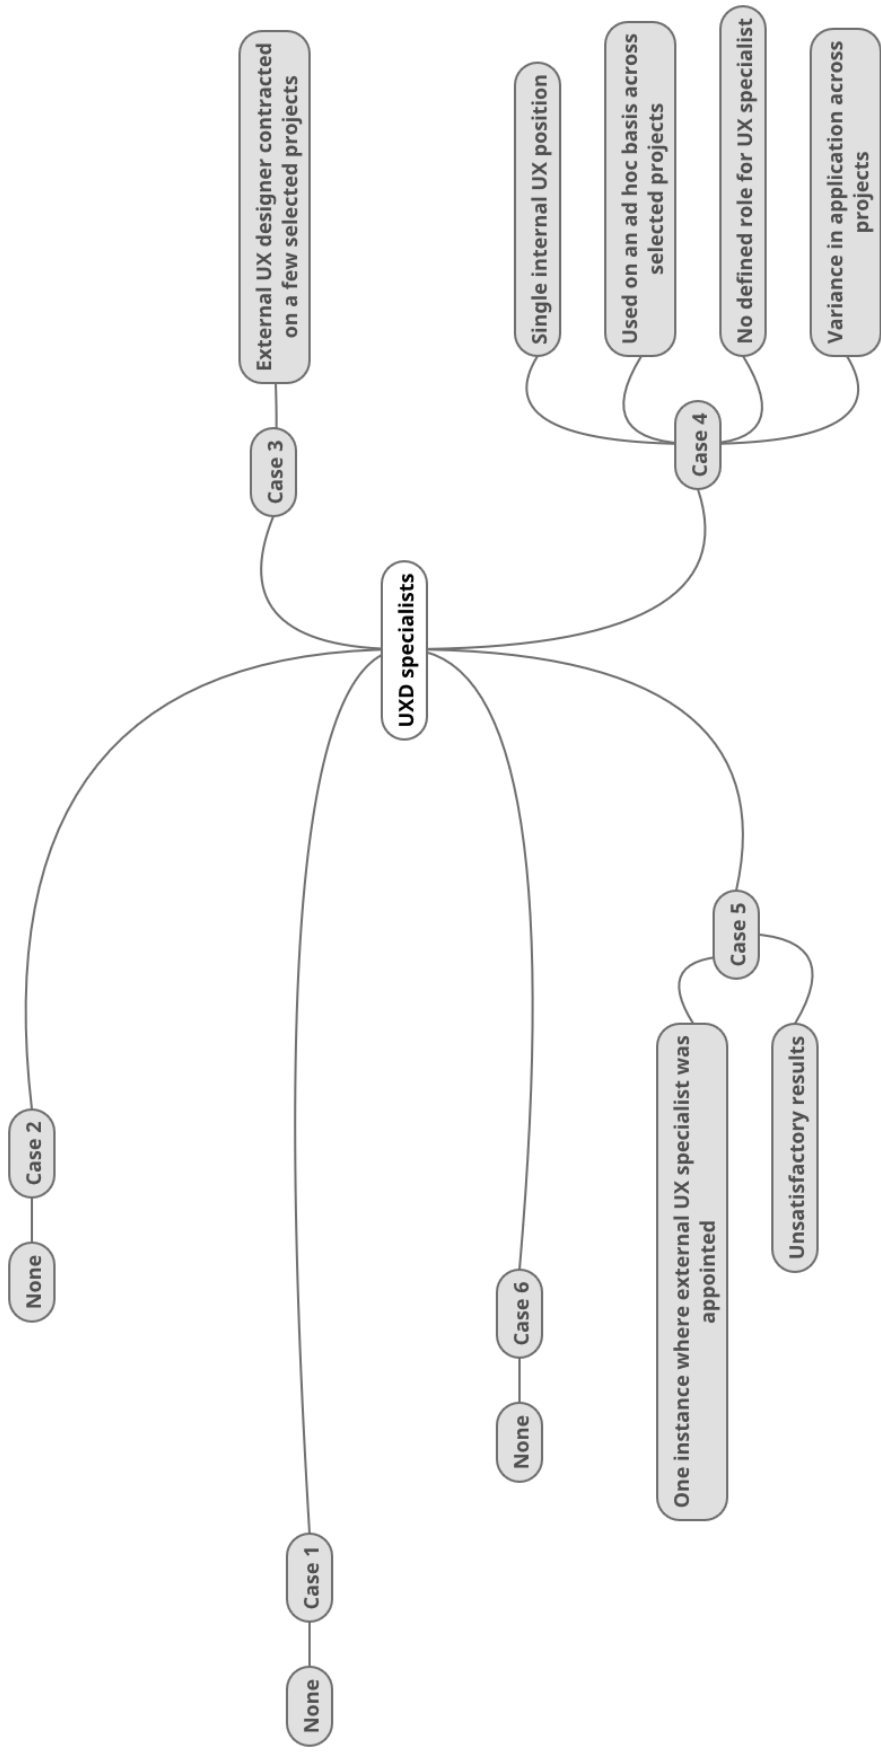 UXD specialists
Case 1
None
Case 2
None
Case 3
External UX designer contracted
on a few selected projects
Case 4
Single internal UX position
Used on an ad hoc basis across
selected projects
No defined role for UX specialist
Variance in application across
projects
Case 5
One instance where external UX specialist was
appointed
Unsatisfactory results
Case 6
None